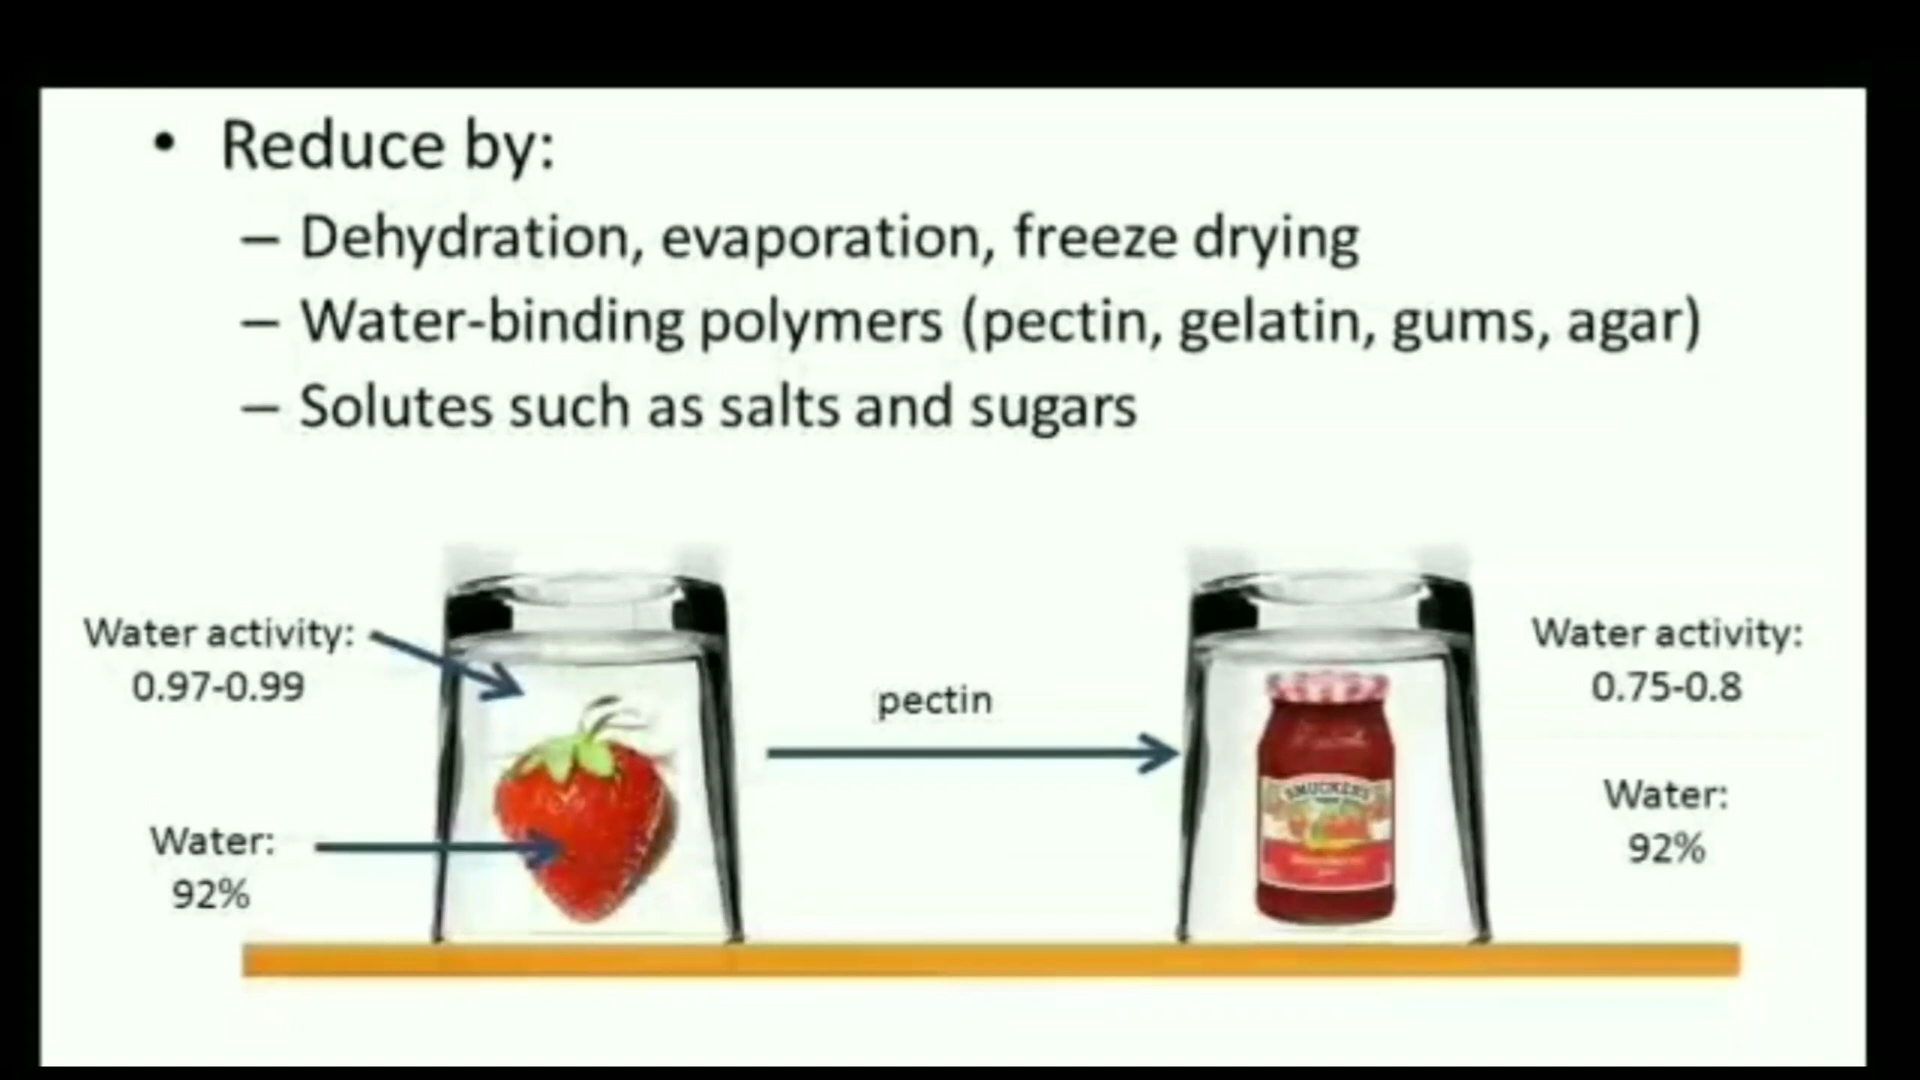 • Reduce by:
– Dehydration, evaporation, freeze drying
– Water-binding polymers (pectin, gelatin, gums, agar)
– Solutes such as salts and sugars
Water activity:
0.97-0.99
Water:
92%
pectin
SMUCKER'S
Water activity:
0.75-0.8
Water:
92%